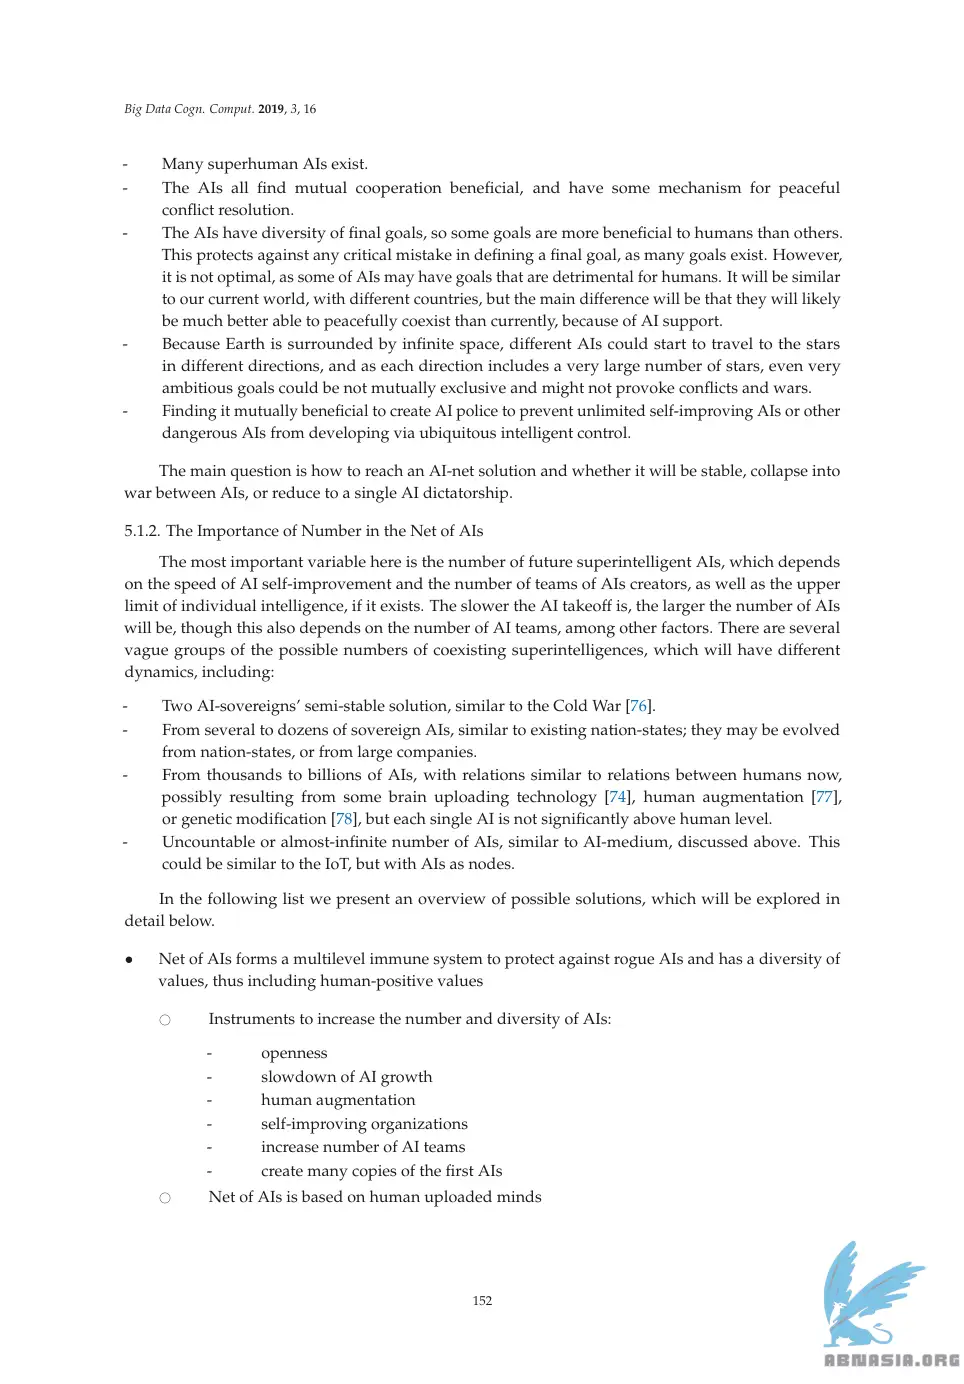 Big Data Cogn. Comput. 2019, 3, 16
- Many superhuman AIs exist.
- The AIs all find mutual cooperation beneficial, and have some mechanism for peaceful
conflict resolution.
- The AIs have diversity of final goals, so some goals are more beneficial to humans than others.
This protects against any critical mistake in defining a final goal, as many goals exist. However,
it is not optimal, as some of AIs may have goals that are detrimental for humans. It will be similar
to our current world, with different countries, but the main difference will be that they will likely
be much better able to peacefully coexist than currently, because of AI support.
- Because Earth is surrounded by infinite space, different AIs could start to travel to the stars
in different directions, and as each direction includes a very large number of stars, even very
ambitious goals could be not mutually exclusive and might not provoke conflicts and wars.
- Finding it mutually beneficial to create AI police to prevent unlimited self-improving AIs or other
dangerous AIs from developing via ubiquitous intelligent control.
The main question is how to reach an AI-net solution and whether it will be stable, collapse into
war between AIs, or reduce to a single AI dictatorship.
5.1.2. The Importance of Number in the Net of AIs
The most important variable here is the number of future superintelligent AIs, which depends
on the speed of AI self-improvement and the number of teams of AIs creators, as well as the upper
limit of individual intelligence, if it exists. The slower the AI takeoff is, the larger the number of AIs
will be, though this also depends on the number of AI teams, among other factors. There are several
vague groups of the possible numbers of coexisting superintelligences, which will have different
dynamics, including:
- Two AI-sovereigns' semi-stable solution, similar to the Cold War [76].
- From several to dozens of sovereign AIs, similar to existing nation-states; they may be evolved
from nation-states, or from large companies.
- From thousands to billions of AIs, with relations similar to relations between humans now,
possibly resulting from some brain uploading technology [74], human augmentation [77],
or genetic modification [78], but each single AI is not significantly above human level.
- Uncountable or almost-infinite number of AIs, similar to AI-medium, discussed above. This
could be similar to the IoT, but with AIs as nodes.
In the following list we present an overview of possible solutions, which will be explored in
detail below.
• Net of AIs forms a multilevel immune system to protect against rogue AIs and has a diversity of
values, thus including human-positive values
○ Instruments to increase the number and diversity of AIs:
- openness
- slowdown of AI growth
- human augmentation
- self-improving organizations
- increase number of AI teams
- create many copies of the first AIs
○ Net of AIs is based on human uploaded minds
152
ABNASIA.ORG